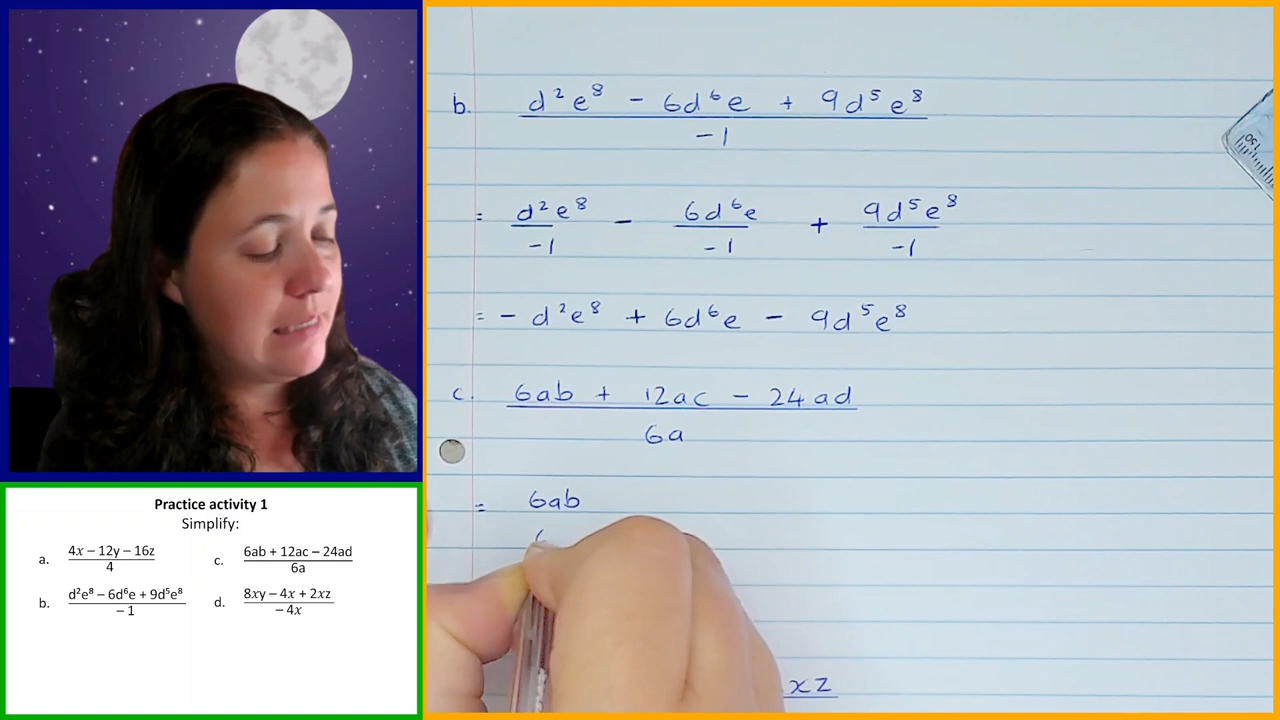 b. d²e⁸ − 6d⁶e + 9d⁵e⁸
−1
= d²e⁸ − 6d⁶e + 9d⁵e⁸
−1 −1 −1
= − d²e⁸ + 6d⁶e − 9d⁵e⁸
c. 6ab + 12ac − 24ad
6a
= 6ab
xz
150
Practice activity 1
Simplify:
a. 4x − 12y − 16z
4
c. 6ab + 12ac − 24ad
6a
b. d²e⁸ − 6d⁶e + 9d⁵e⁸
− 1
d. 8xy − 4x + 2xz
− 4x